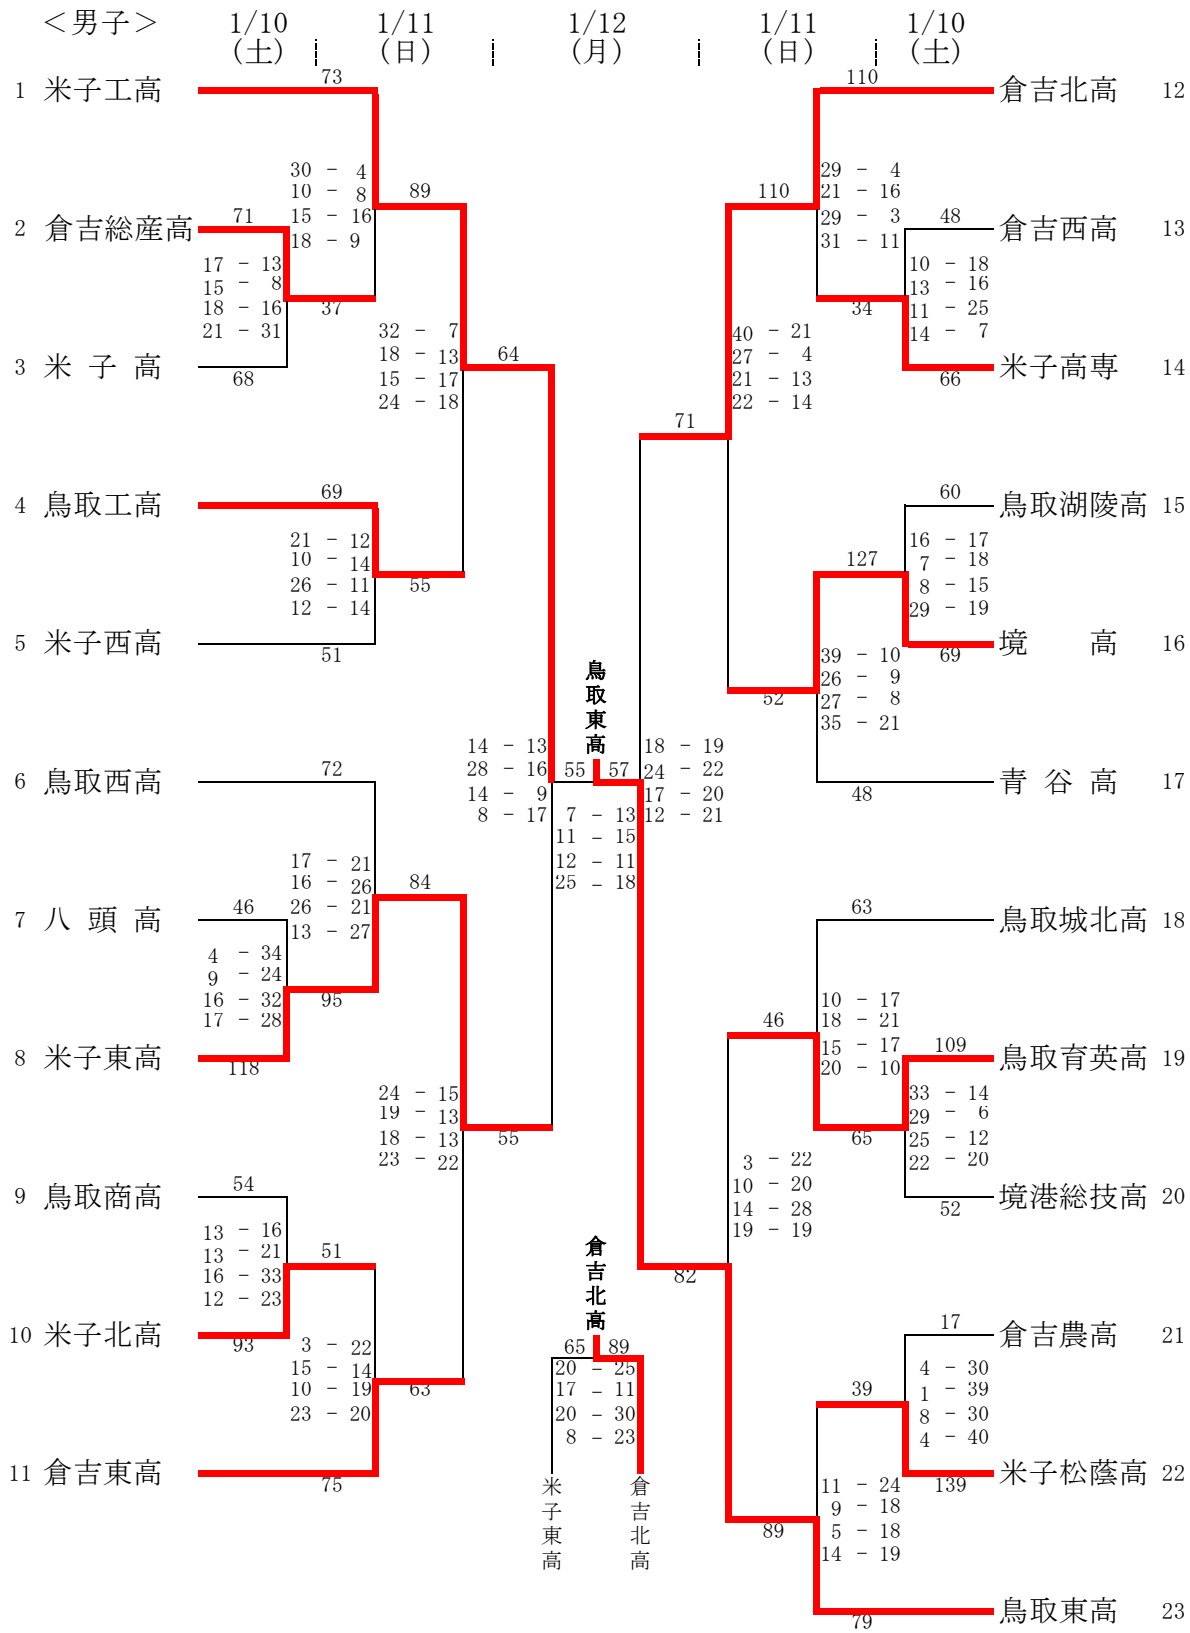 ＜男子＞
1/10
(土)
1/11
(日)
1/12
(月)
1/11
(日)
1/10
(土)
1 米子工高
73
30 - 4
10 - 8
15 - 16
18 - 9
89
2 倉吉総産高
71
17 - 13
15 - 8
18 - 16
21 - 31
37
3 米子高
68
32 - 7
18 - 13
15 - 17
24 - 18
64
4 鳥取工高
69
21 - 12
10 - 14
26 - 11
12 - 14
55
5 米子西高
51
14 - 13
28 - 16
14 - 9
8 - 17
6 鳥取西高
72
17 - 21
16 - 26
26 - 21
13 - 27
84
7 八頭高
46
4 - 34
9 - 24
16 - 32
17 - 28
95
8 米子東高
118
24 - 15
19 - 13
18 - 13
23 - 22
55
9 鳥取商高
54
13 - 16
13 - 21
16 - 33
12 - 23
51
10 米子北高
93
3 - 22
15 - 14
10 - 19
23 - 20
63
11 倉吉東高
75
鳥取東高
55 57
7 - 13
11 - 15
12 - 11
25 - 18
倉吉北高
65 89
20 - 25
17 - 11
20 - 30
8 - 23
米子東高
倉吉北高
110
倉吉北高 12
29 - 4
21 - 16
29 - 3
31 - 11
110
48
倉吉西高 13
10 - 18
13 - 16
11 - 25
14 - 7
34
米子高専 14
66
40 - 21
27 - 4
21 - 13
22 - 14
71
60
鳥取湖陵高 15
16 - 17
7 - 18
8 - 15
29 - 19
127
境高 16
69
39 - 10
26 - 9
27 - 8
35 - 21
52
青谷高 17
48
18 - 19
24 - 22
17 - 20
12 - 21
63
鳥取城北高 18
10 - 17
18 - 21
15 - 17
20 - 10
46
109
鳥取育英高 19
33 - 14
29 - 6
25 - 12
22 - 20
65
境港総技高 20
52
3 - 22
10 - 20
14 - 28
19 - 19
82
17
倉吉農高 21
4 - 30
1 - 39
8 - 30
4 - 40
39
米子松蔭高 22
139
11 - 24
9 - 18
5 - 18
14 - 19
89
鳥取東高 23
79